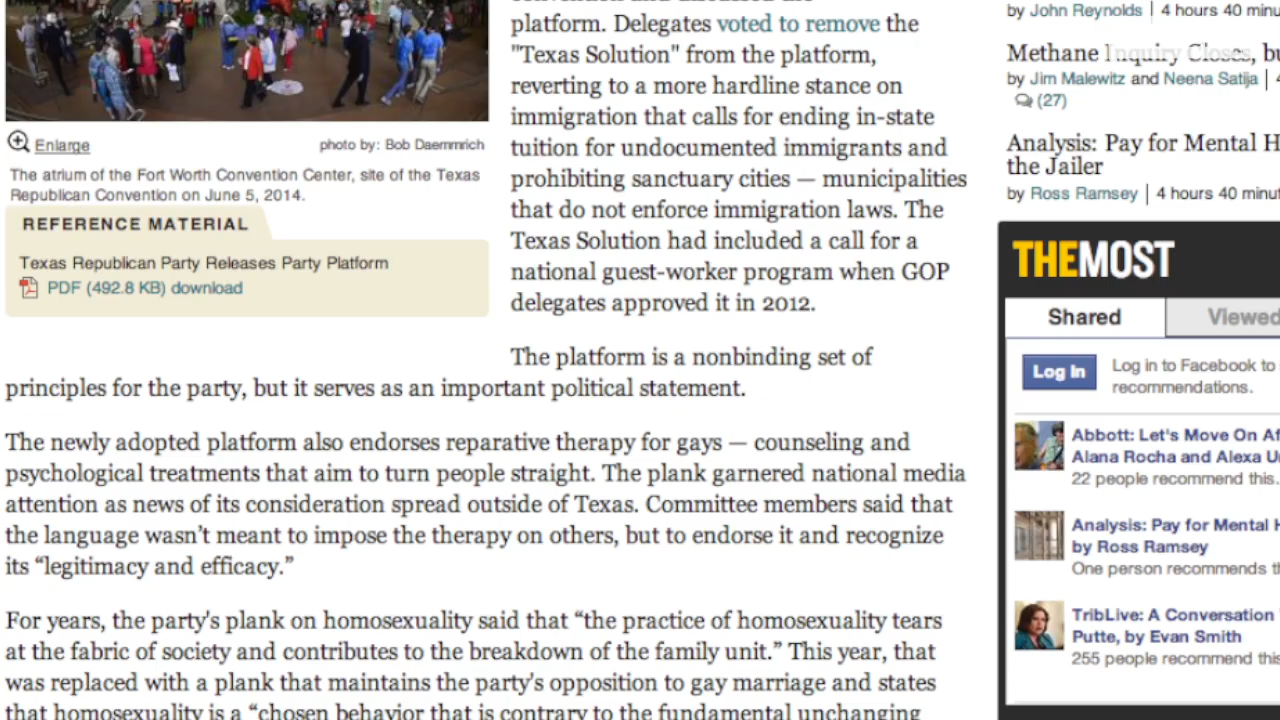 platform. Delegates voted to remove the
"Texas Solution" from the platform,
reverting to a more hardline stance on
immigration that calls for ending in-state
tuition for undocumented immigrants and
prohibiting sanctuary cities — municipalities
that do not enforce immigration laws. The
Texas Solution had included a call for a
national guest-worker program when GOP
delegates approved it in 2012.
Enlarge
photo by: Bob Daemmrich
The atrium of the Fort Worth Convention Center, site of the Texas
Republican Convention on June 5, 2014.
REFERENCE MATERIAL
Texas Republican Party Releases Party Platform
PDF (492.8 KB) download
The platform is a nonbinding set of
principles for the party, but it serves as an important political statement.
The newly adopted platform also endorses reparative therapy for gays — counseling and
psychological treatments that aim to turn people straight. The plank garnered national media
attention as news of its consideration spread outside of Texas. Committee members said that
the language wasn't meant to impose the therapy on others, but to endorse it and recognize
its “legitimacy and efficacy.”
For years, the party's plank on homosexuality said that “the practice of homosexuality tears
at the fabric of society and contributes to the breakdown of the family unit.” This year, that
was replaced with a plank that maintains the party's opposition to gay marriage and states
that homosexuality is a “chosen behavior that is contrary to the fundamental unchanging
by John Reynolds | 4 hours 40
Methane Inquiry Closes,
by Jim Malewitz and Neena Satija |
(27)
Analysis: Pay for Mental
the Jailer
by Ross Ramsey | 4 hours 40
THEMOST
Shared
Viewed
Log In
Log in to Facebook to
recommendations.
Abbott: Let's Move On
Alana Rocha and Alexa
22 people recommend this.
Analysis: Pay for Mental
by Ross Ramsey
One person recommends
TribLive: A Conversation
Putte, by Evan Smith
255 people recommend this